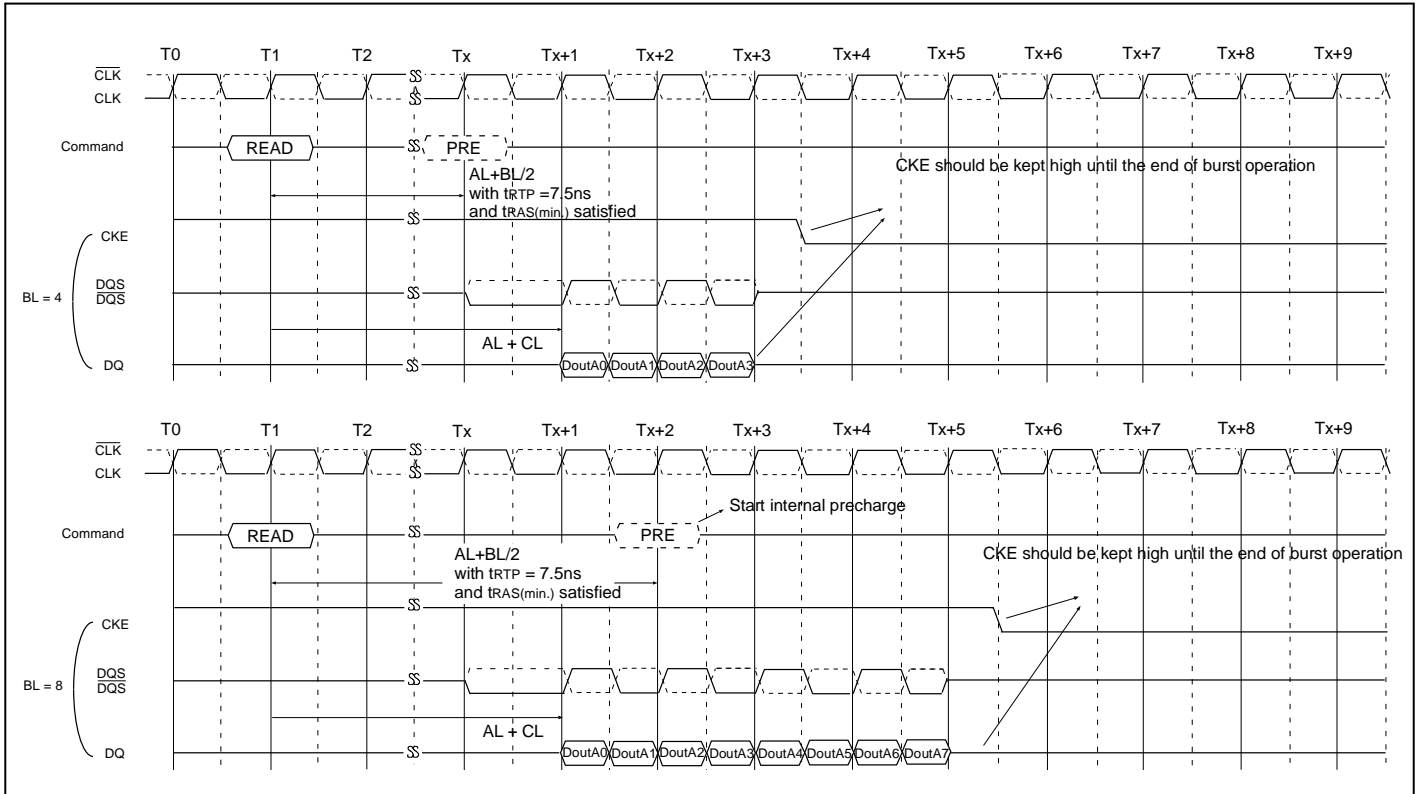 T0 T1 T2 Tx Tx+1 Tx+2 Tx+3 Tx+4 Tx+5 Tx+6 Tx+7 Tx+8 Tx+9
CLK
CLK
Command READ PRE
CKE should be kept high until the end of burst operation
AL+BL/2
with tRTP =7.5ns
and tRAS(min.) satisfied
CKE
BL = 4
DQS
DQS
AL + CL
DQ DoutA0 DoutA1 DoutA2 DoutA3
T0 T1 T2 Tx Tx+1 Tx+2 Tx+3 Tx+4 Tx+5 Tx+6 Tx+7 Tx+8 Tx+9
CLK
CLK
Start internal precharge
Command READ PRE
AL+BL/2
with tRTP = 7.5ns
and tRAS(min.) satisfied
CKE should be kept high until the end of burst operation
CKE
BL = 8
DQS
DQS
AL + CL
DQ DoutA0 DoutA1 DoutA2 DoutA3 DoutA4 DoutA5 DoutA6 DoutA7